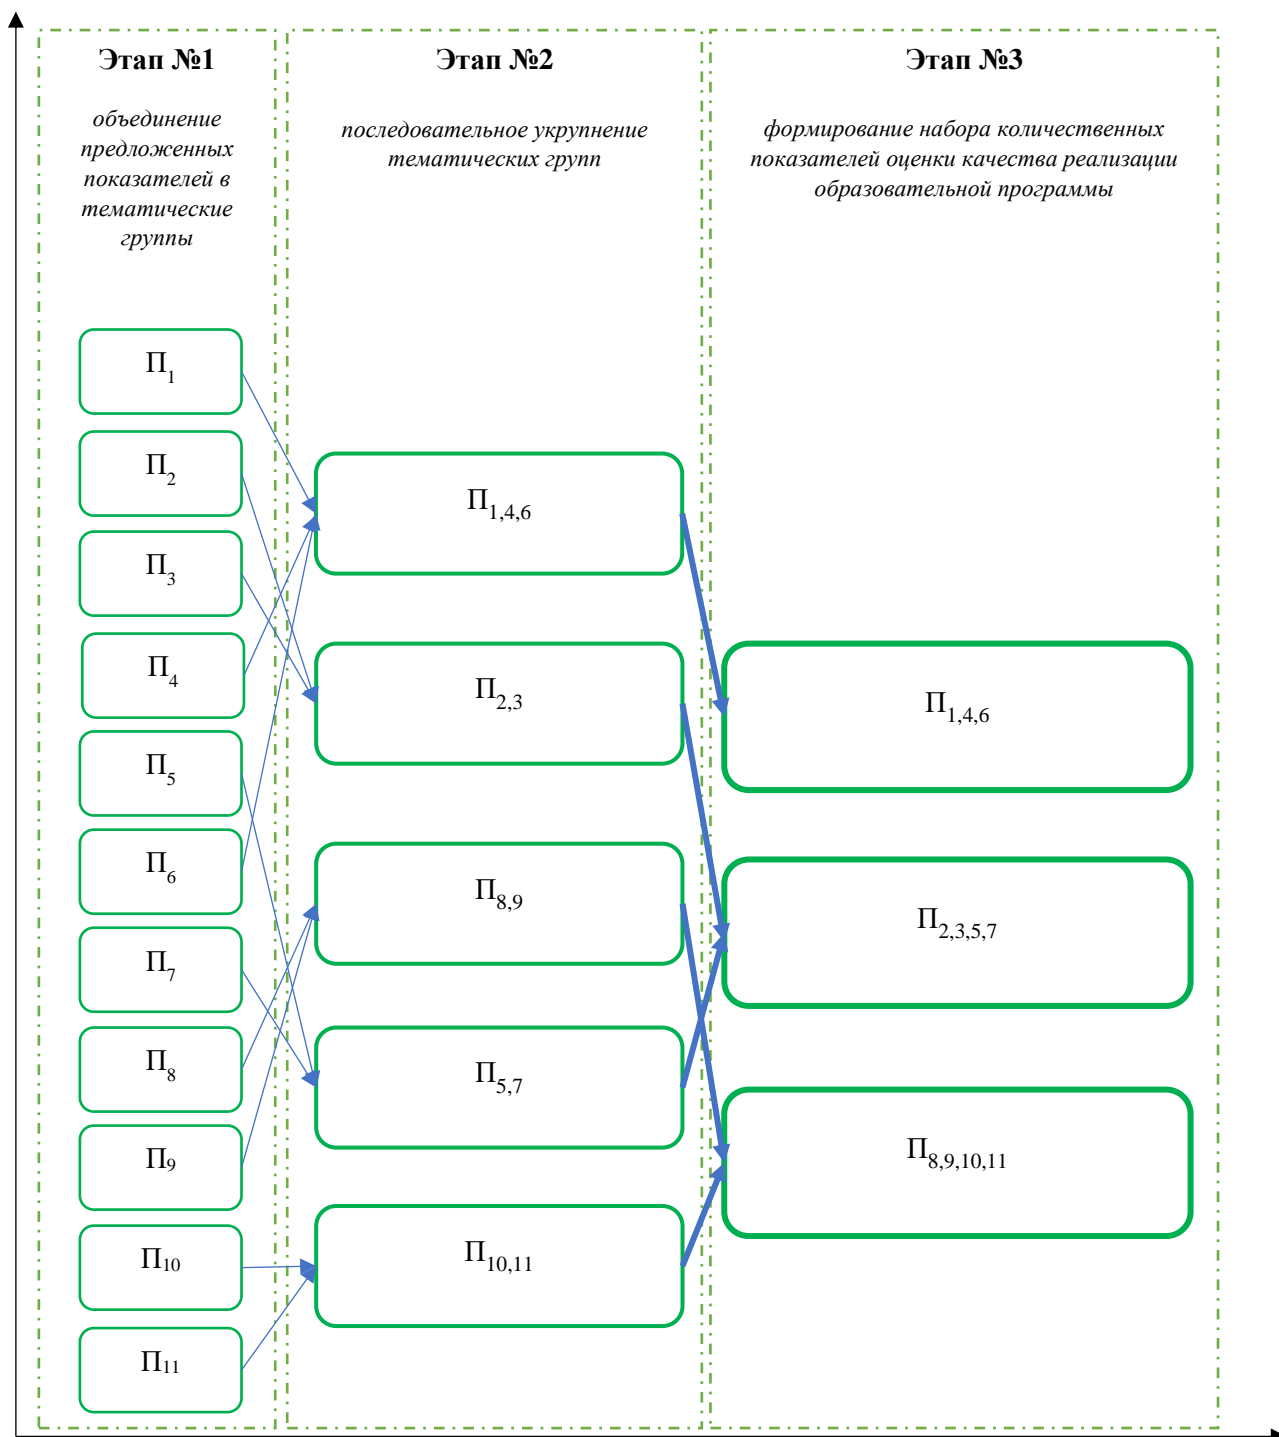 Этап №1
объединение
предложенных
показателей в
тематические
группы
П1
П2
П3
П4
П5
П6
П7
П8
П9
П10
П11
Этап №2
последовательное укрупнение
тематических групп
П1,4,6
П2,3
П8,9
П5,7
П10,11
Этап №3
формирование набора количественных
показателей оценки качества реализации
образовательной программы
П1,4,6
П2,3,5,7
П8,9,10,11